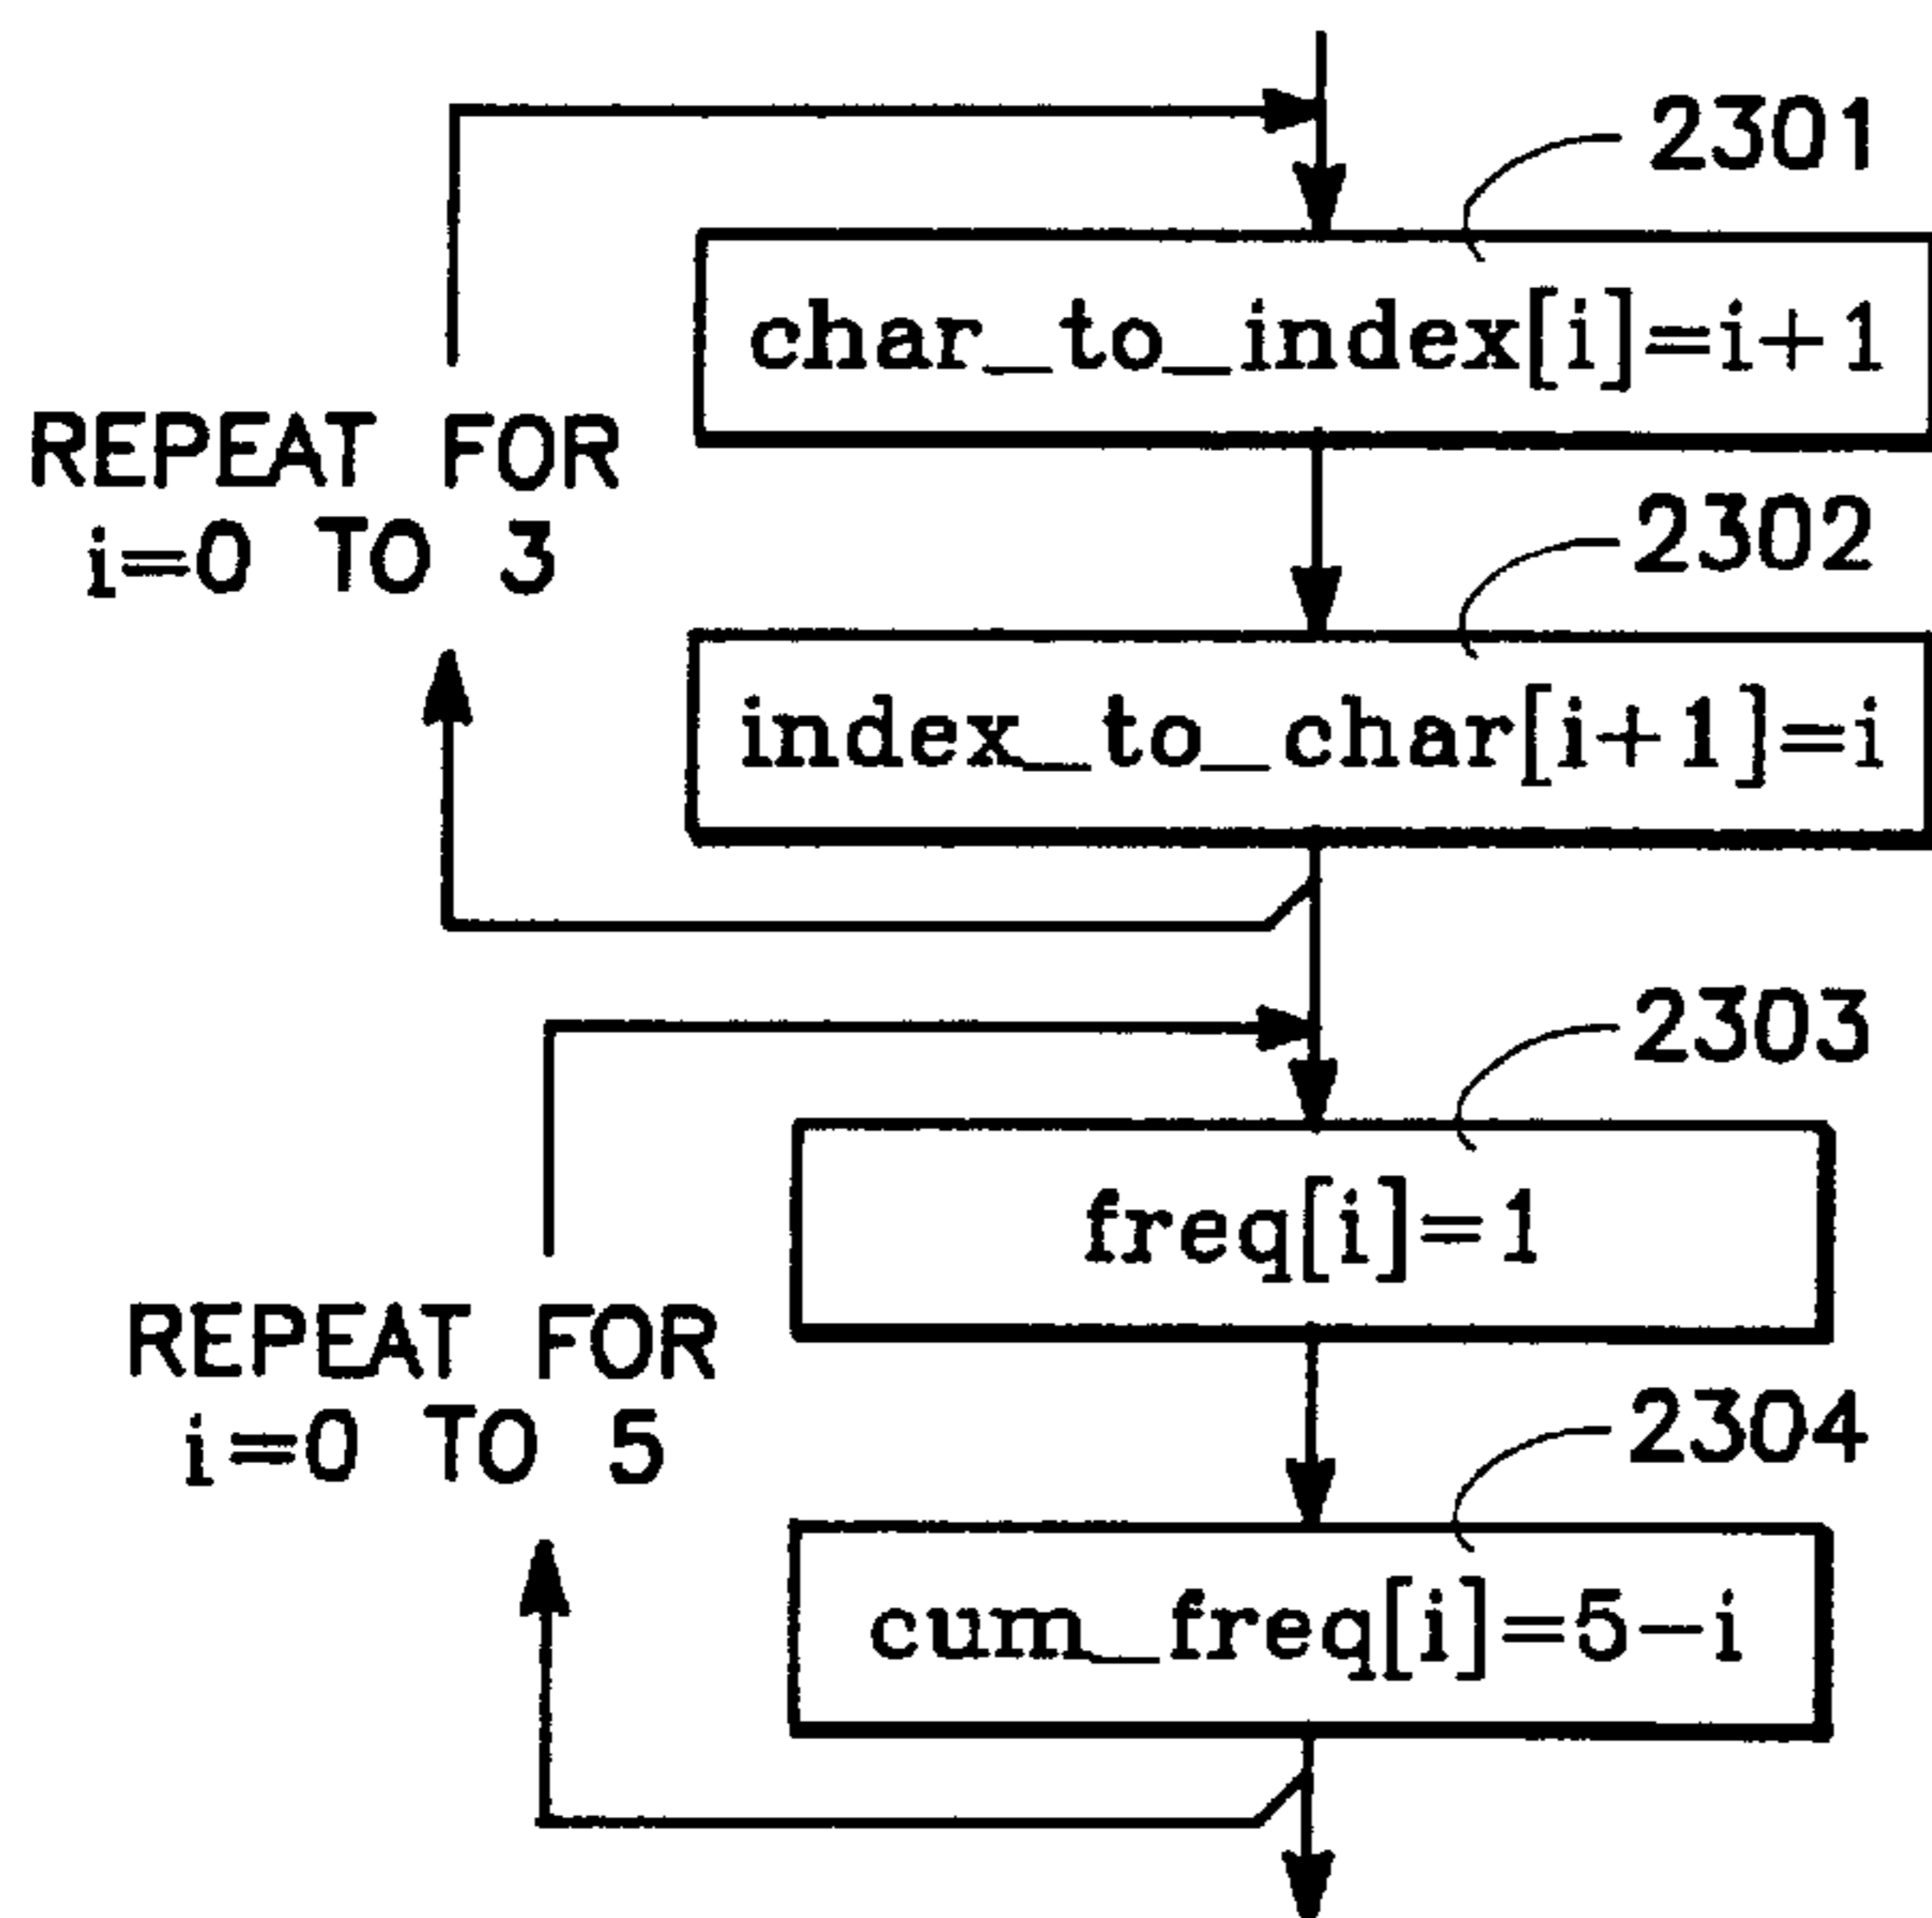 2301
char_to_index[i]=i+1
REPEAT FOR
i=0 TO 3
2302
index_to_char[i+1]=i
2303
freq[i]=1
REPEAT FOR
i=0 TO 5
2304
cum_freq[i]=5-i